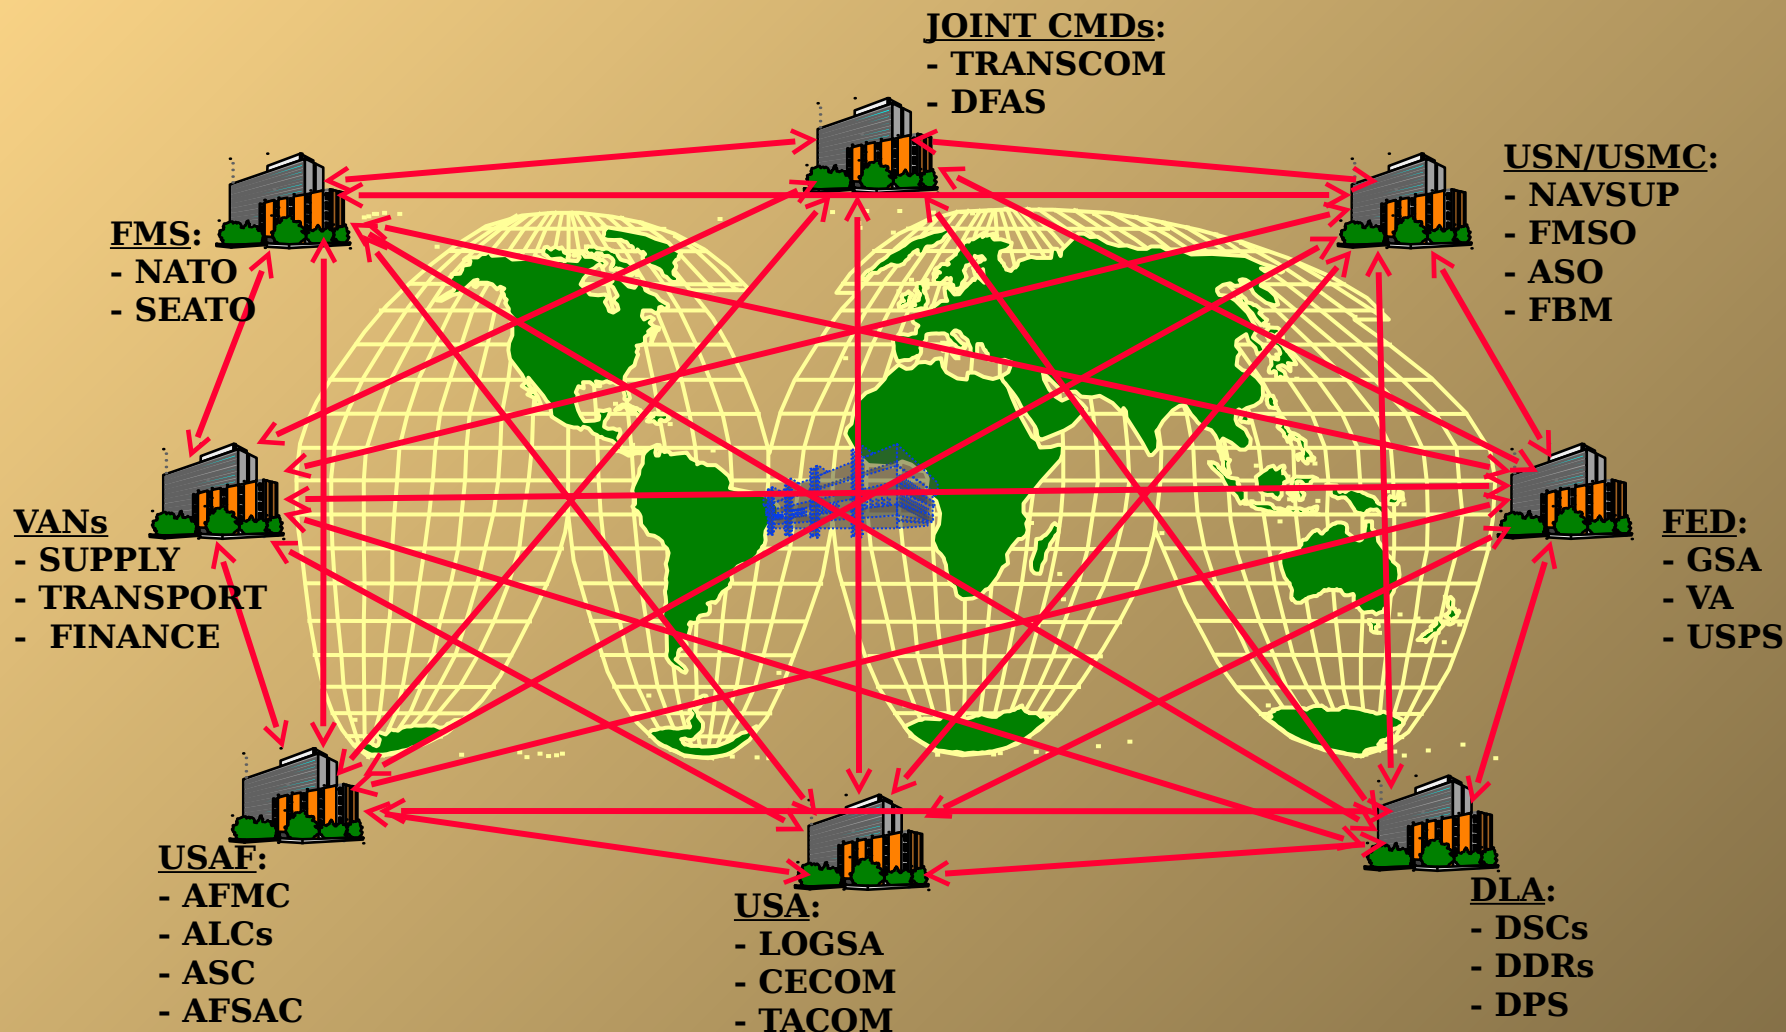 JOINT CMDs:
- TRANSCOM
- DFAS
USN/USMC:
- NAVSUP
- FMSO
- ASO
- FBM
FMS:
- NATO
- SEATO
VANs
- SUPPLY
- TRANSPORT
- FINANCE
FED:
- GSA
- VA
- USPS
USAF:
- AFMC
- ALCs
- ASC
- AFSAC
USA:
- LOGSA
- CECOM
- TACOM
DLA:
- DSCs
- DDRs
- DPS